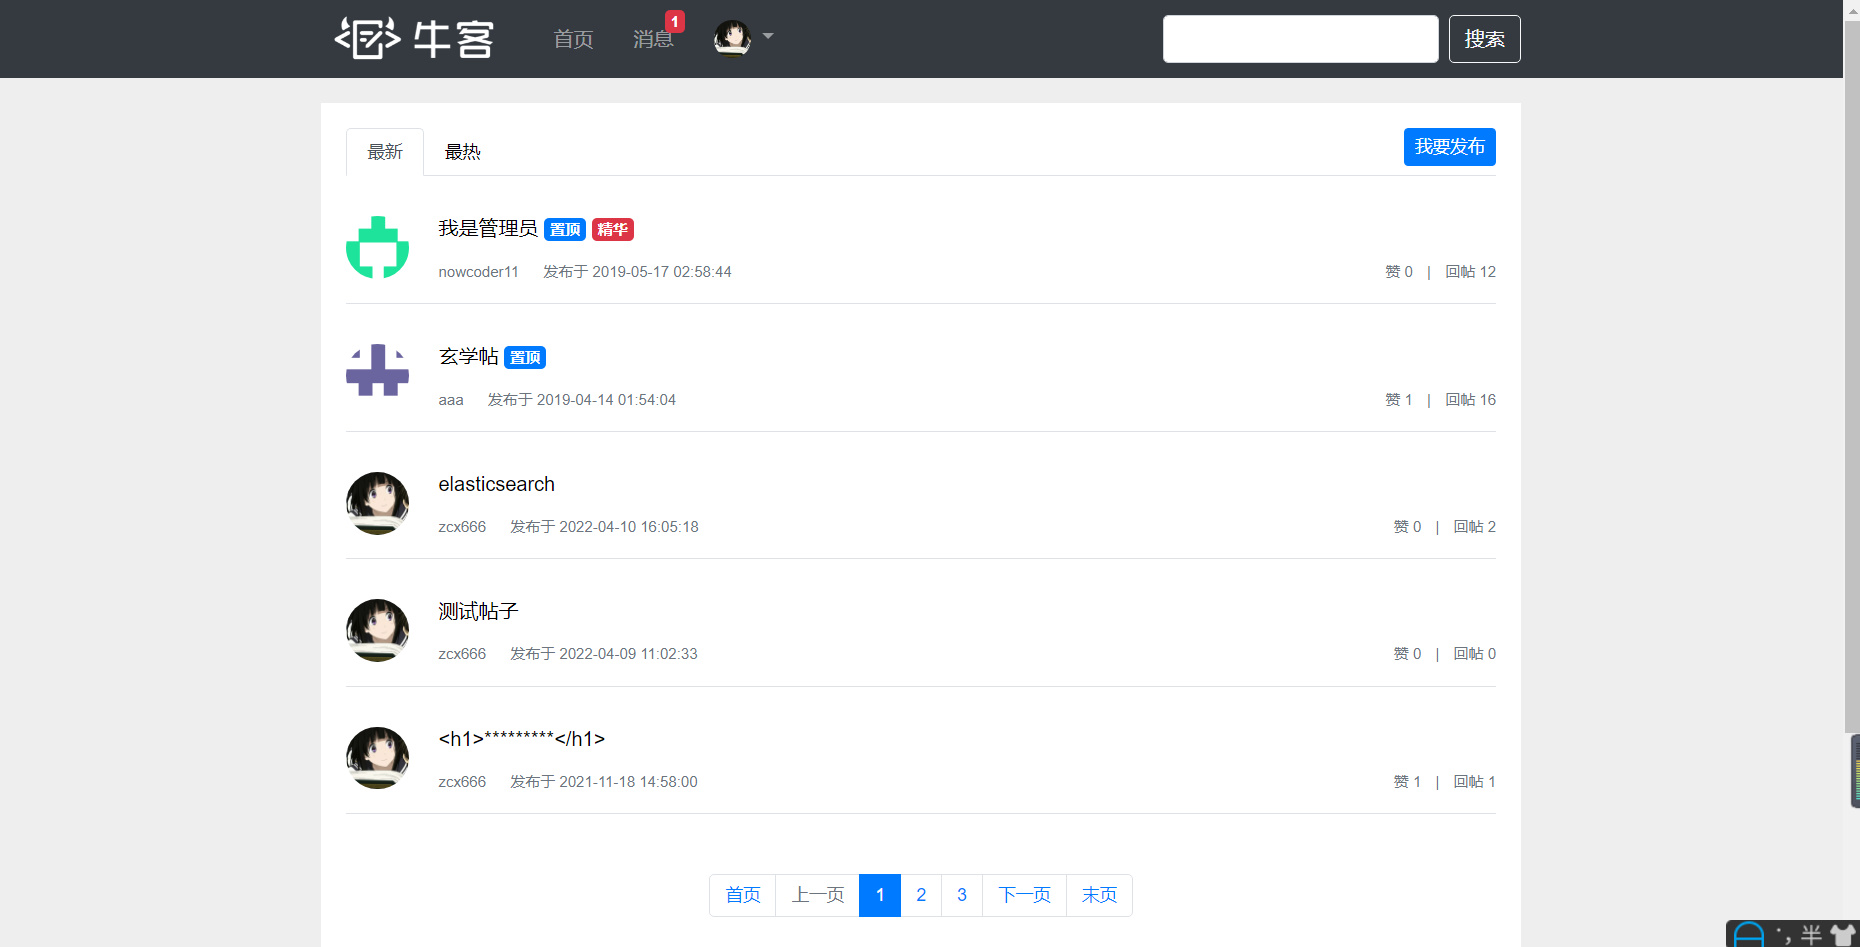 牛客 首页 消息 1 搜索
最新 最热 我要发布
我是管理员 置顶 精华
nowcoder11 发布于 2019-05-17 02:58:44 赞 0 | 回帖 12
玄学帖 置顶
aaa 发布于 2019-04-14 01:54:04 赞 1 | 回帖 16
elasticsearch
zcx666 发布于 2022-04-10 16:05:18 赞 0 | 回帖 2
测试帖子
zcx666 发布于 2022-04-09 11:02:33 赞 0 | 回帖 0
<h1>*********</h1>
zcx666 发布于 2021-11-18 14:58:00 赞 1 | 回帖 1
首页 上一页 1 2 3 下一页 末页
半